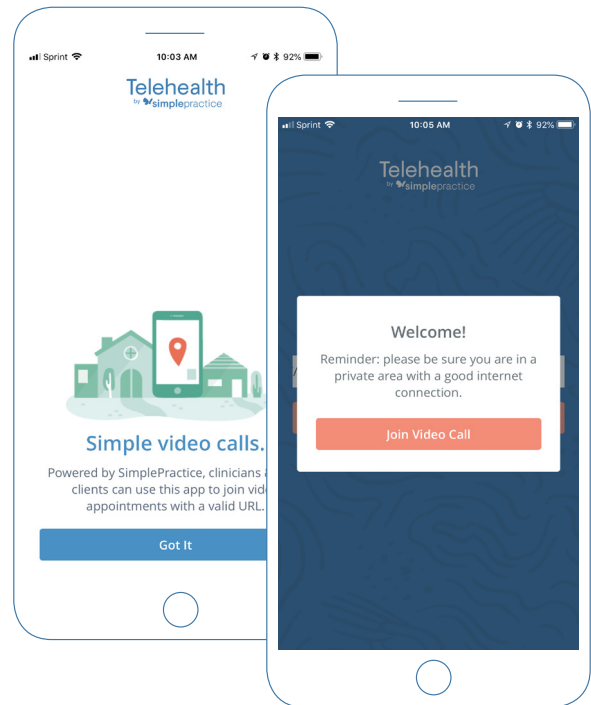 Sprint 10:03 AM 92%
Telehealth
by simplepractice
Simple video calls.
Powered by SimplePractice, clinicians
clients can use this app to join
appointments with a valid URL.
Got It
Sprint 10:05 AM 92%
Telehealth
by simplepractice
Welcome!
Reminder: please be sure you are in a
private area with a good internet
connection.
Join Video Call